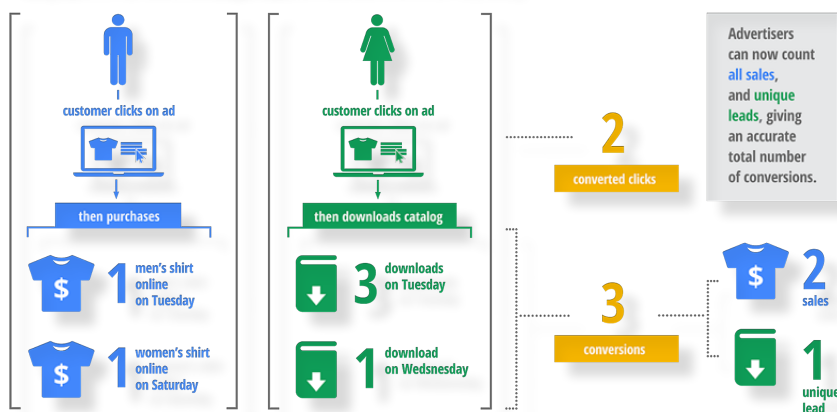 customer clicks on ad
then purchases
1 men's shirt
online
on Tuesday
1 women's shirt
online
on Saturday
customer clicks on ad
then downloads catalog
3 downloads
on Tuesday
1 download
on Wedsnesday
2
converted clicks
3
conversions
Advertisers
can now count
all sales,
and unique
leads, giving
an accurate
total number
of conversions.
$ 2
sales
1
unique
lead
$
$